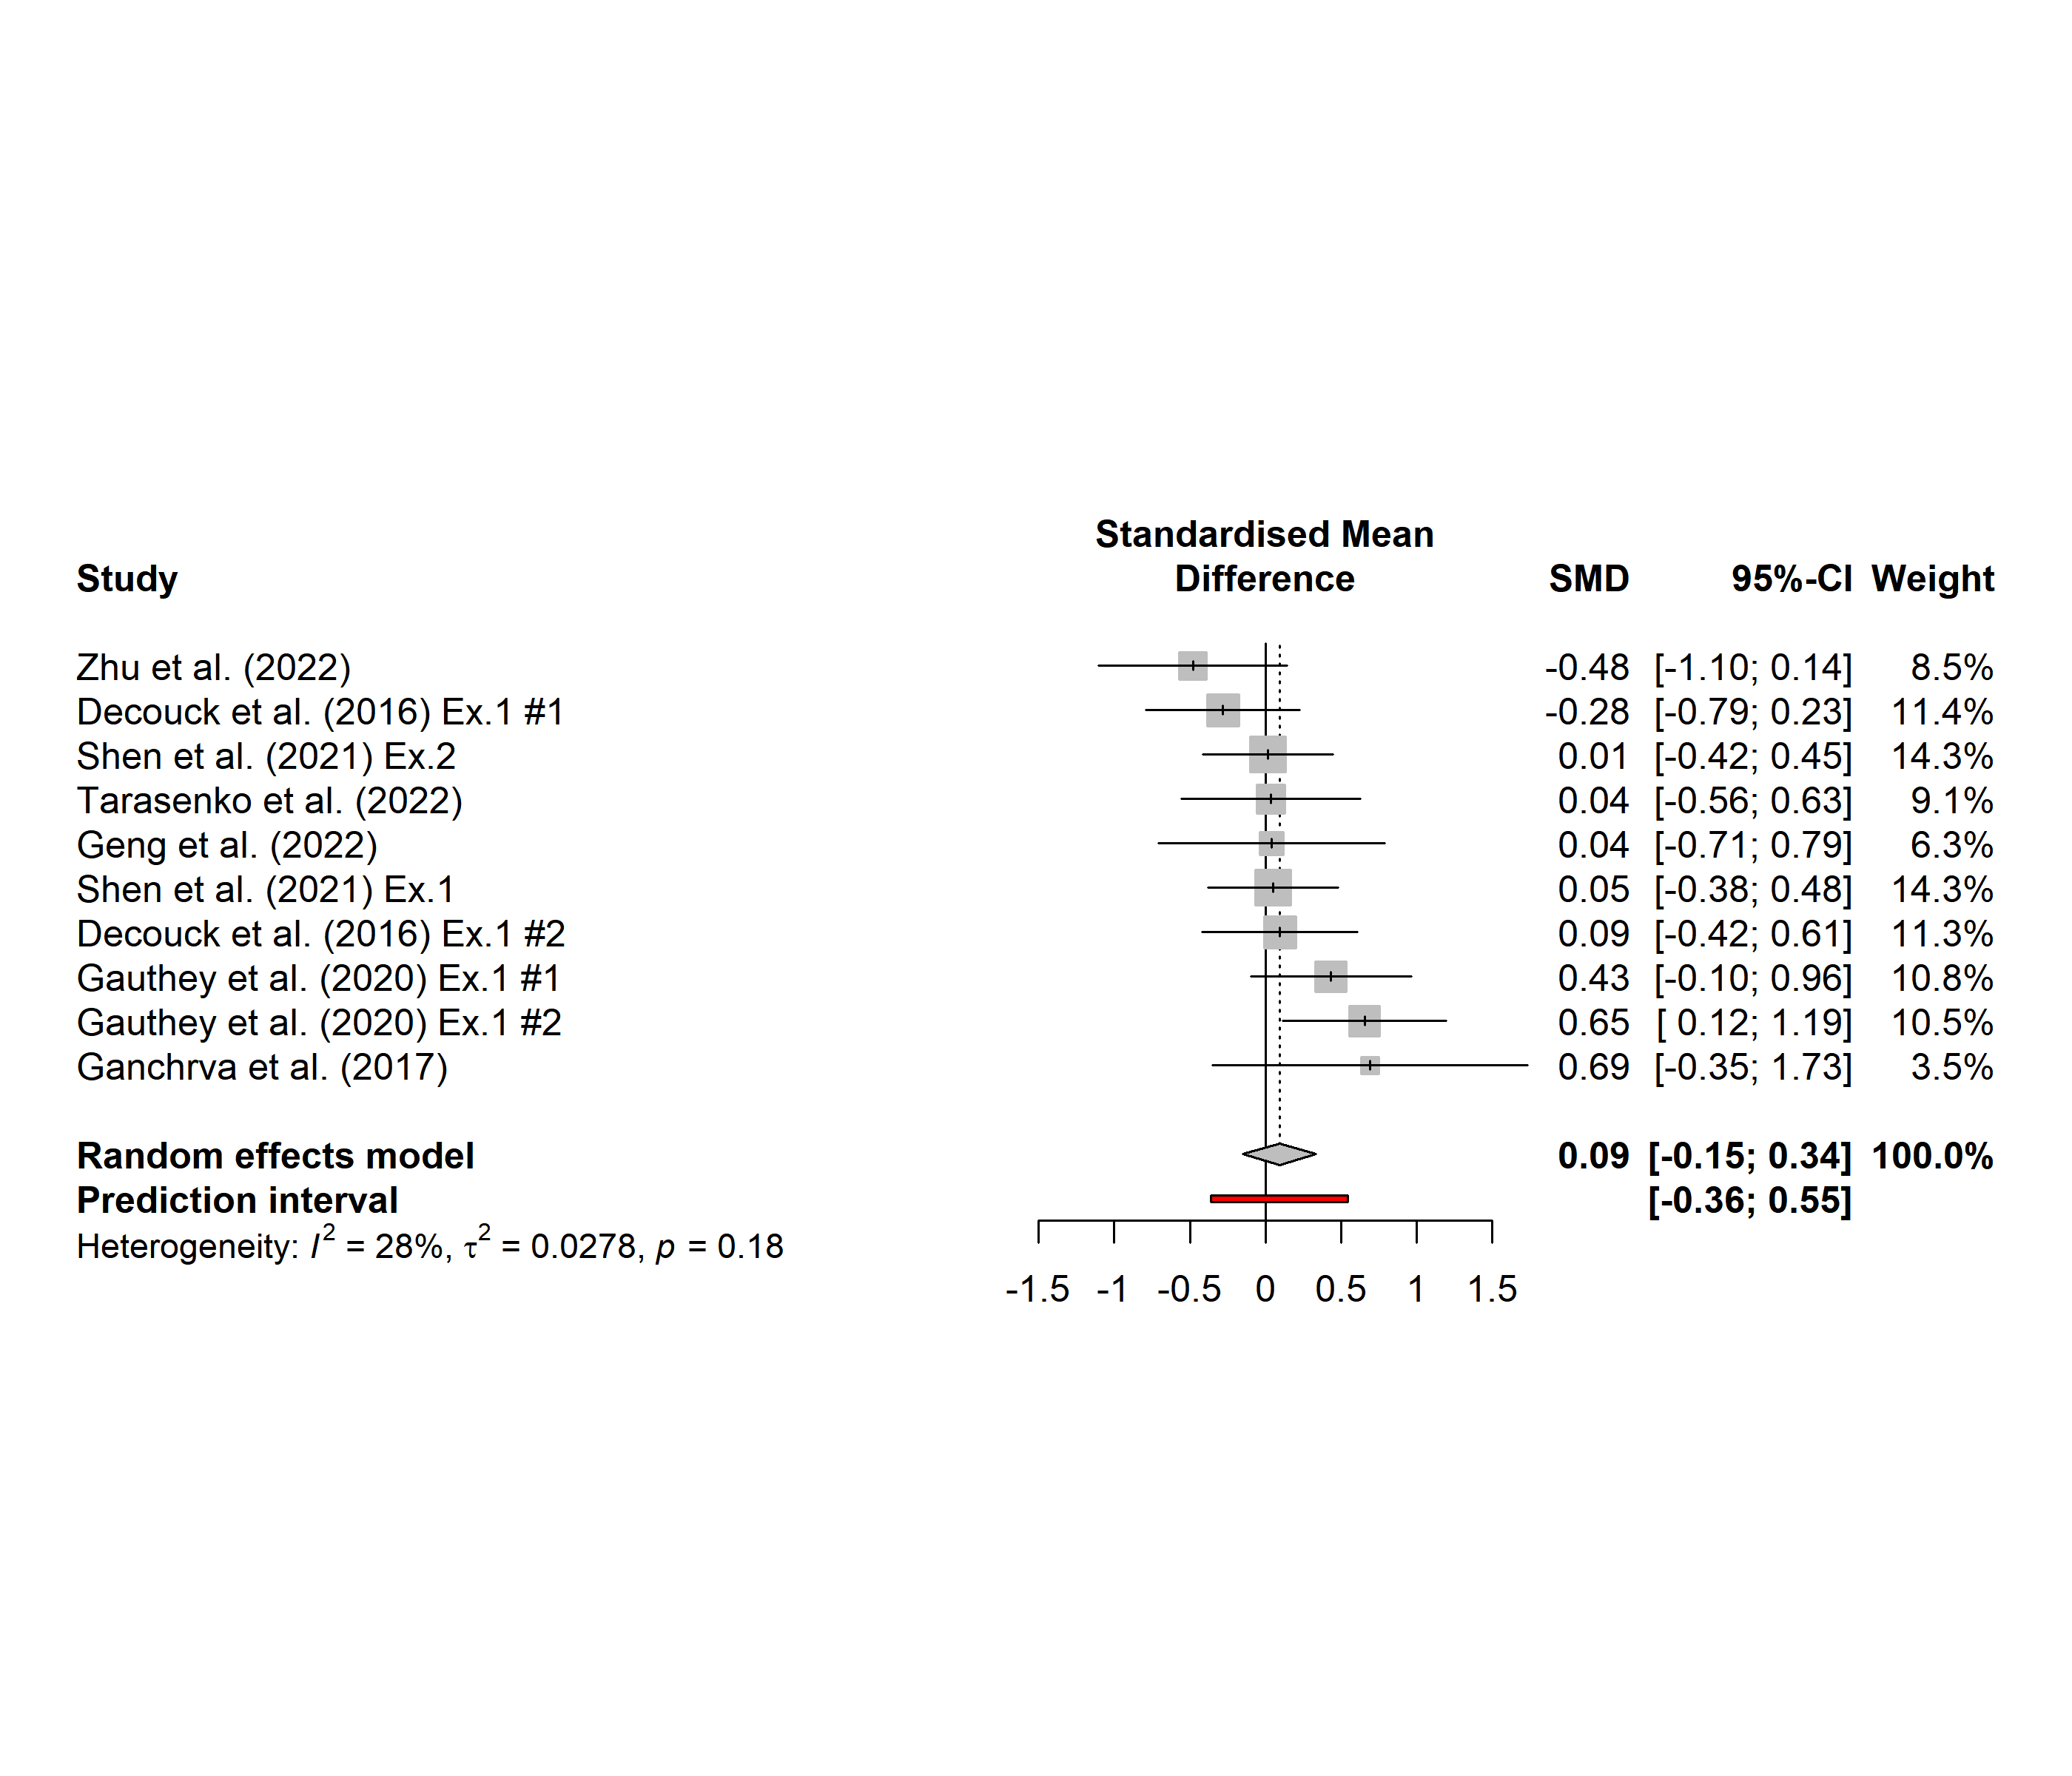 Standardised Mean
Study Difference SMD 95%-CI Weight
Zhu et al. (2022) -0.48 [-1.10; 0.14] 8.5%
Decouck et al. (2016) Ex.1 #1 -0.28 [-0.79; 0.23] 11.4%
Shen et al. (2021) Ex.2 0.01 [-0.42; 0.45] 14.3%
Tarasenko et al. (2022) 0.04 [-0.56; 0.63] 9.1%
Geng et al. (2022) 0.04 [-0.71; 0.79] 6.3%
Shen et al. (2021) Ex.1 0.05 [-0.38; 0.48] 14.3%
Decouck et al. (2016) Ex.1 #2 0.09 [-0.42; 0.61] 11.3%
Gauthey et al. (2020) Ex.1 #1 0.43 [-0.10; 0.96] 10.8%
Gauthey et al. (2020) Ex.1 #2 0.65 [ 0.12; 1.19] 10.5%
Ganchrva et al. (2017) 0.69 [-0.35; 1.73] 3.5%
Random effects model 0.09 [-0.15; 0.34] 100.0%
Prediction interval [-0.36; 0.55]
Heterogeneity: I² = 28%, τ² = 0.0278, p = 0.18
-1.5 -1 -0.5 0 0.5 1 1.5